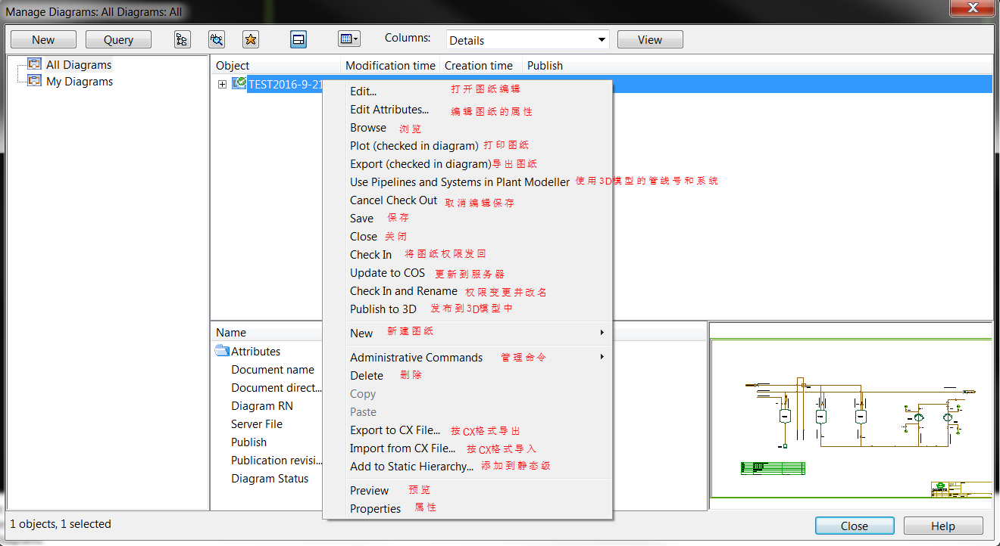 Manage Diagrams: All Diagrams: All
New Query Columns: Details View
All Diagrams
My Diagrams
Object Modification time Creation time Publish
TEST2016-9-21
Edit... 打开图纸编辑
Edit Attributes... 编辑图纸的属性
Browse 浏览
Plot (checked in diagram) 打印图纸
Export (checked in diagram) 导出图纸
Use Pipelines and Systems in Plant Modeller 使用3D模型的管线号和系统
Cancel Check Out 取消编辑保存
Save 保存
Close 关闭
Check In 将图纸权限发回
Update to COS 更新到服务器
Check In and Rename 权限变更并改名
Publish to 3D 发布到3D模型中
New 新建图纸
Administrative Commands 管理命令
Delete 删除
Copy
Paste
Export to CX File... 按CX格式导出
Import from CX File... 按CX格式导入
Add to Static Hierarchy... 添加到静态级
Preview 预览
Properties 属性
Name
Attributes
Document name
Document direct...
Diagram RN
Server File
Publish
Publication revisi...
Diagram Status
1 objects, 1 selected
Close Help